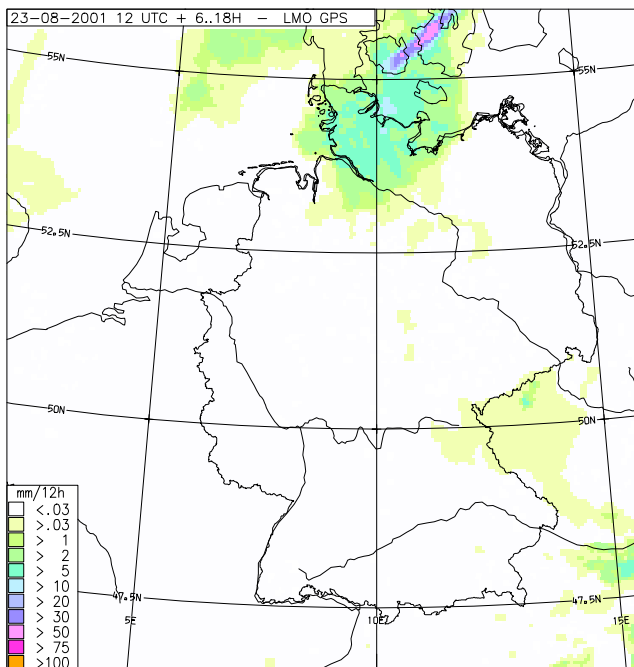 23-08-2001 12 UTC + 6.18H – LMO GPS
55N
55N
52.5N
52.5N
50N
50N
mm/12h
<.03
>.03
> 1
> 2
> 5
> 10
> 20
> 30
> 50
> 75
>100
47.5N
47.5N
5E
10E
15E